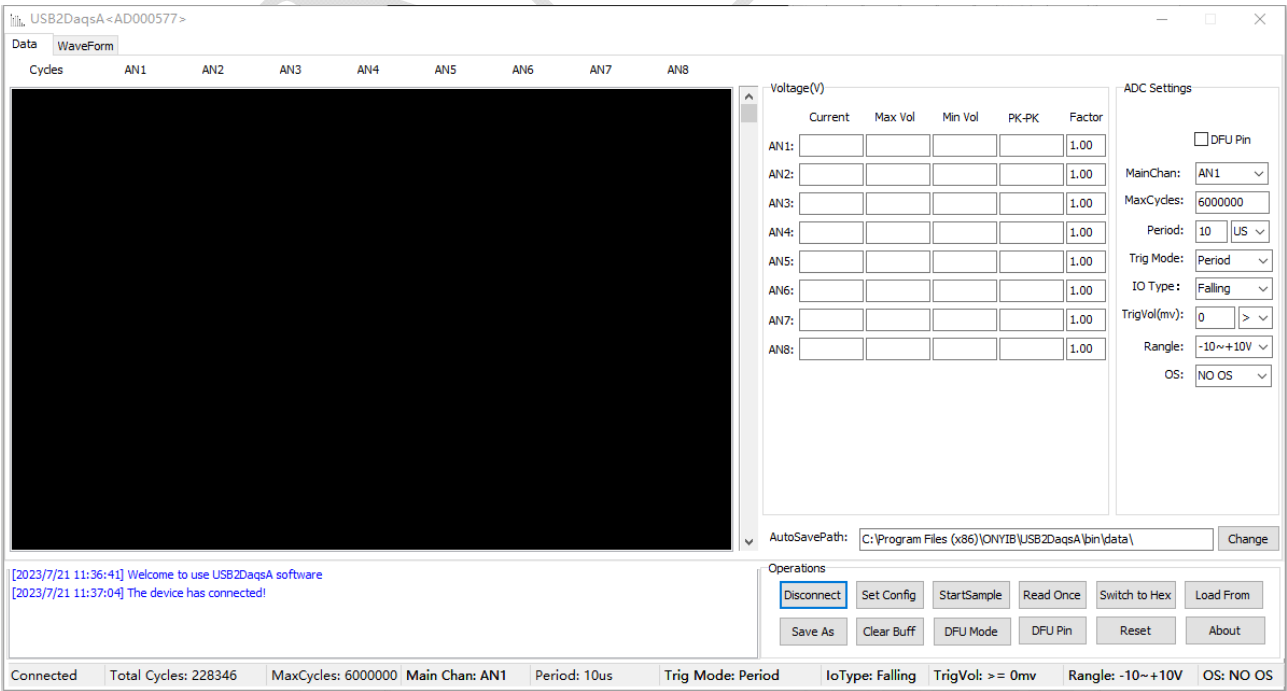 USB2DaqsA<AD000577>
Data WaveForm
Cycles AN1 AN2 AN3 AN4 AN5 AN6 AN7 AN8
Voltage(V)
Current Max Vol Min Vol PK-PK Factor
AN1: 1.00
AN2: 1.00
AN3: 1.00
AN4: 1.00
AN5: 1.00
AN6: 1.00
AN7: 1.00
AN8: 1.00
ADC Settings
DFU Pin
MainChan: AN1
MaxCycles: 6000000
Period: 10 US
Trig Mode: Period
IO Type: Falling
TrigVol(mv): 0 >
Rangle: -10~+10V
OS: NO OS
AutoSavePath: C:\Program Files (x86)\ONYIB\USB2DaqsA\bin\data\ Change
[2023/7/21 11:36:41] Welcome to use USB2DaqsA software
[2023/7/21 11:37:04] The device has connected!
Operations
Disconnect Set Config StartSample Read Once Switch to Hex Load From
Save As Clear Buff DFU Mode DFU Pin Reset About
Connected Total Cycles: 228346 MaxCycles: 6000000 Main Chan: AN1 Period: 10us Trig Mode: Period IoType: Falling TrigVol: >= 0mv Rangle: -10~+10V OS: NO OS